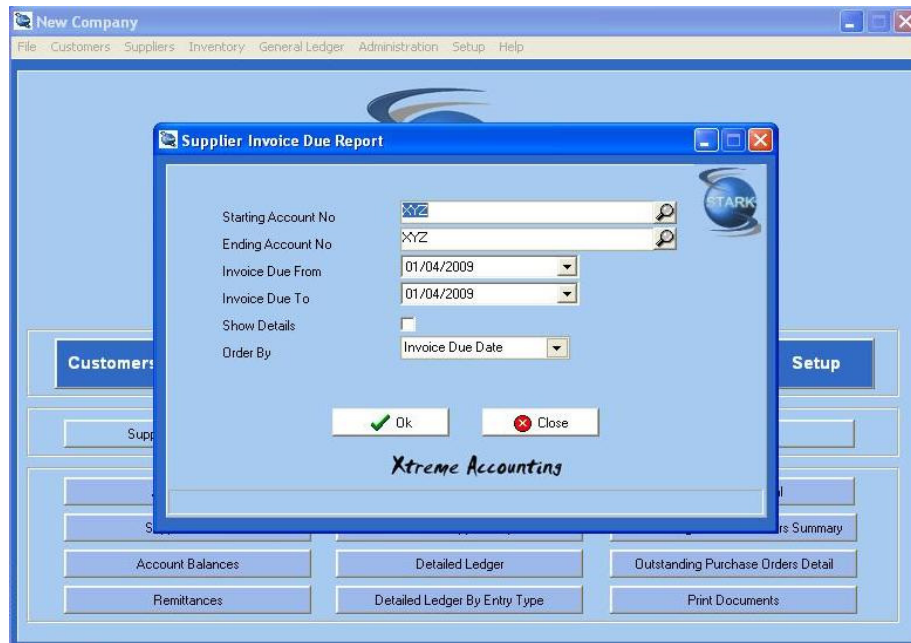 New Company
File Customers Suppliers Inventory General Ledger Administration Setup Help
Supplier Invoice Due Report
STARK
Starting Account No XYZ
Ending Account No XYZ
Invoice Due From 01/04/2009
Invoice Due To 01/04/2009
Show Details
Order By Invoice Due Date
Customers Setup
Ok Close
Xtreme Accounting
Summary
Account Balances Detailed Ledger Outstanding Purchase Orders Detail
Remittances Detailed Ledger By Entry Type Print Documents